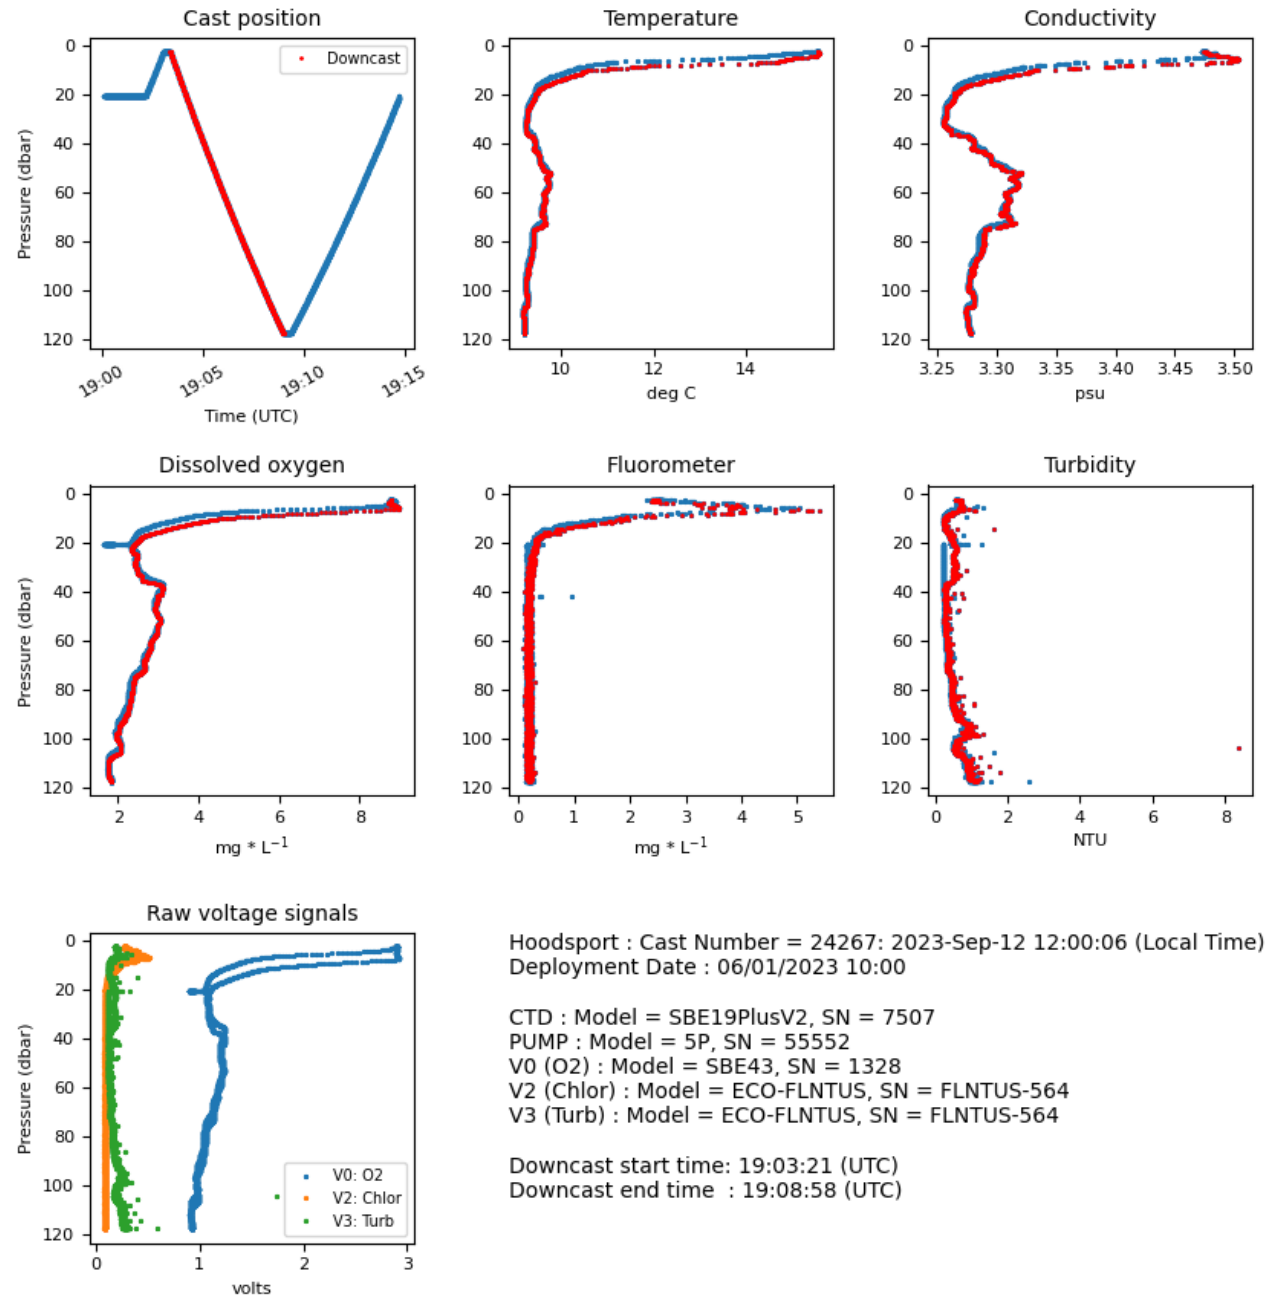 Cast position
Downcast
0
20
40
60
80
100
120
Pressure (dbar)
19:00
19:05
19:10
19:15
Time (UTC)
Temperature
0
20
40
60
80
100
120
10
12
14
deg C
Conductivity
0
20
40
60
80
100
120
3.25
3.30
3.35
3.40
3.45
3.50
psu
Dissolved oxygen
0
20
40
60
80
100
120
Pressure (dbar)
2
4
6
8
mg * L⁻¹
Fluorometer
0
20
40
60
80
100
120
0
1
2
3
4
5
mg * L⁻¹
Turbidity
0
20
40
60
80
100
120
0
2
4
6
8
NTU
Raw voltage signals
0
20
40
60
80
100
120
Pressure (dbar)
V0: O2
V2: Chlor
V3: Turb
0
1
2
3
volts
Hoodsport : Cast Number = 24267: 2023-Sep-12 12:00:06 (Local Time)
Deployment Date : 06/01/2023 10:00
CTD : Model = SBE19PlusV2, SN = 7507
PUMP : Model = 5P, SN = 55552
V0 (O2) : Model = SBE43, SN = 1328
V2 (Chlor) : Model = ECO-FLNTUS, SN = FLNTUS-564
V3 (Turb) : Model = ECO-FLNTUS, SN = FLNTUS-564
Downcast start time: 19:03:21 (UTC)
Downcast end time  : 19:08:58 (UTC)